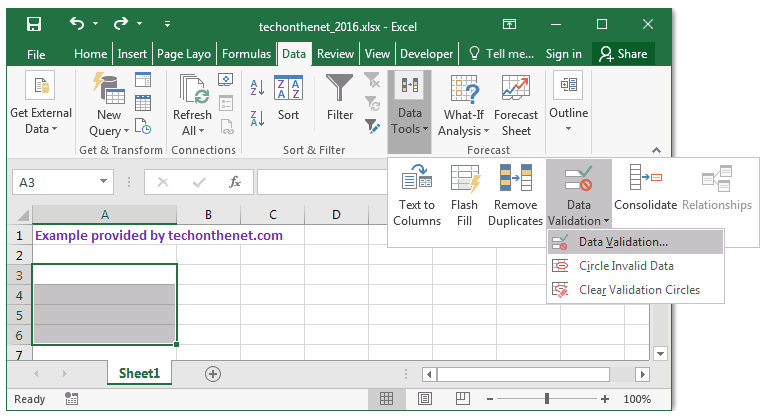 techonthenet_2016.xlsx - Excel
File Home Insert Page Layo Formulas Data Review View Developer Tell me... Sign in Share
Get External Data
New Query
Refresh All
Sort
Filter
Data Tools
What-If Analysis
Forecast Sheet
Outline
Get & Transform Connections Sort & Filter Forecast
Text to Columns
Flash Fill
Remove Duplicates
Data Validation
Consolidate
Relationships
Data Validation...
Circle Invalid Data
Clear Validation Circles
A3 fx
A B C D
1 Example provided by techonthenet.com
2
3
4
5
6
7
Sheet1
Ready 100%